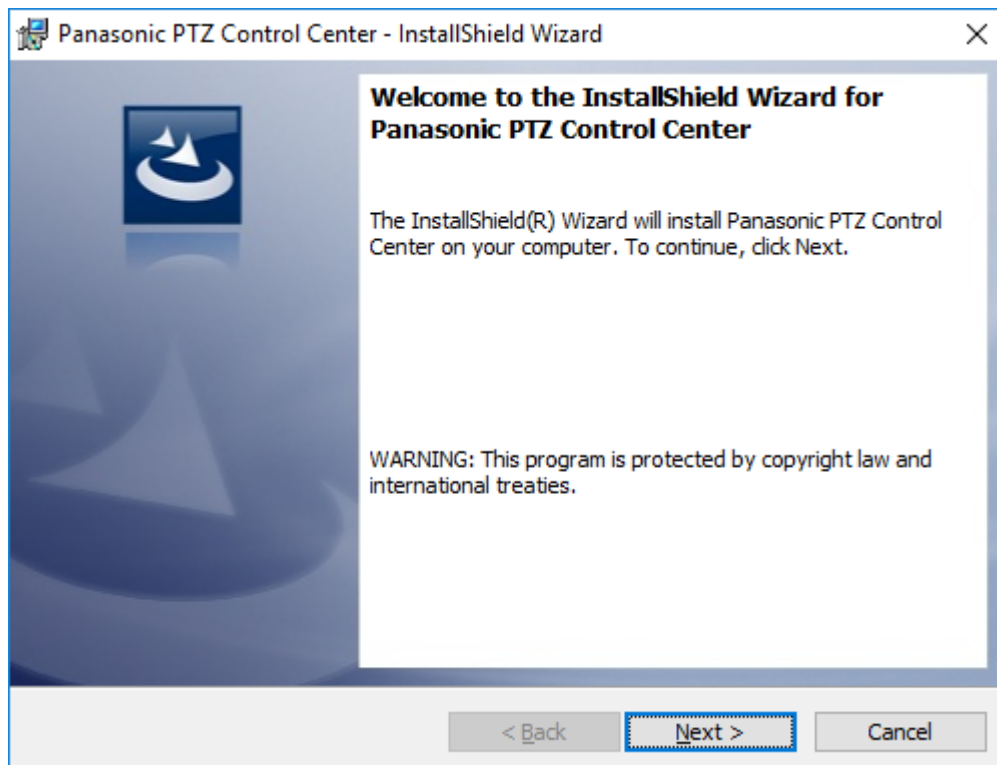 Panasonic PTZ Control Center - InstallShield Wizard
Welcome to the InstallShield Wizard for
Panasonic PTZ Control Center
The InstallShield(R) Wizard will install Panasonic PTZ Control
Center on your computer. To continue, click Next.
WARNING: This program is protected by copyright law and
international treaties.
< Back
Next >
Cancel